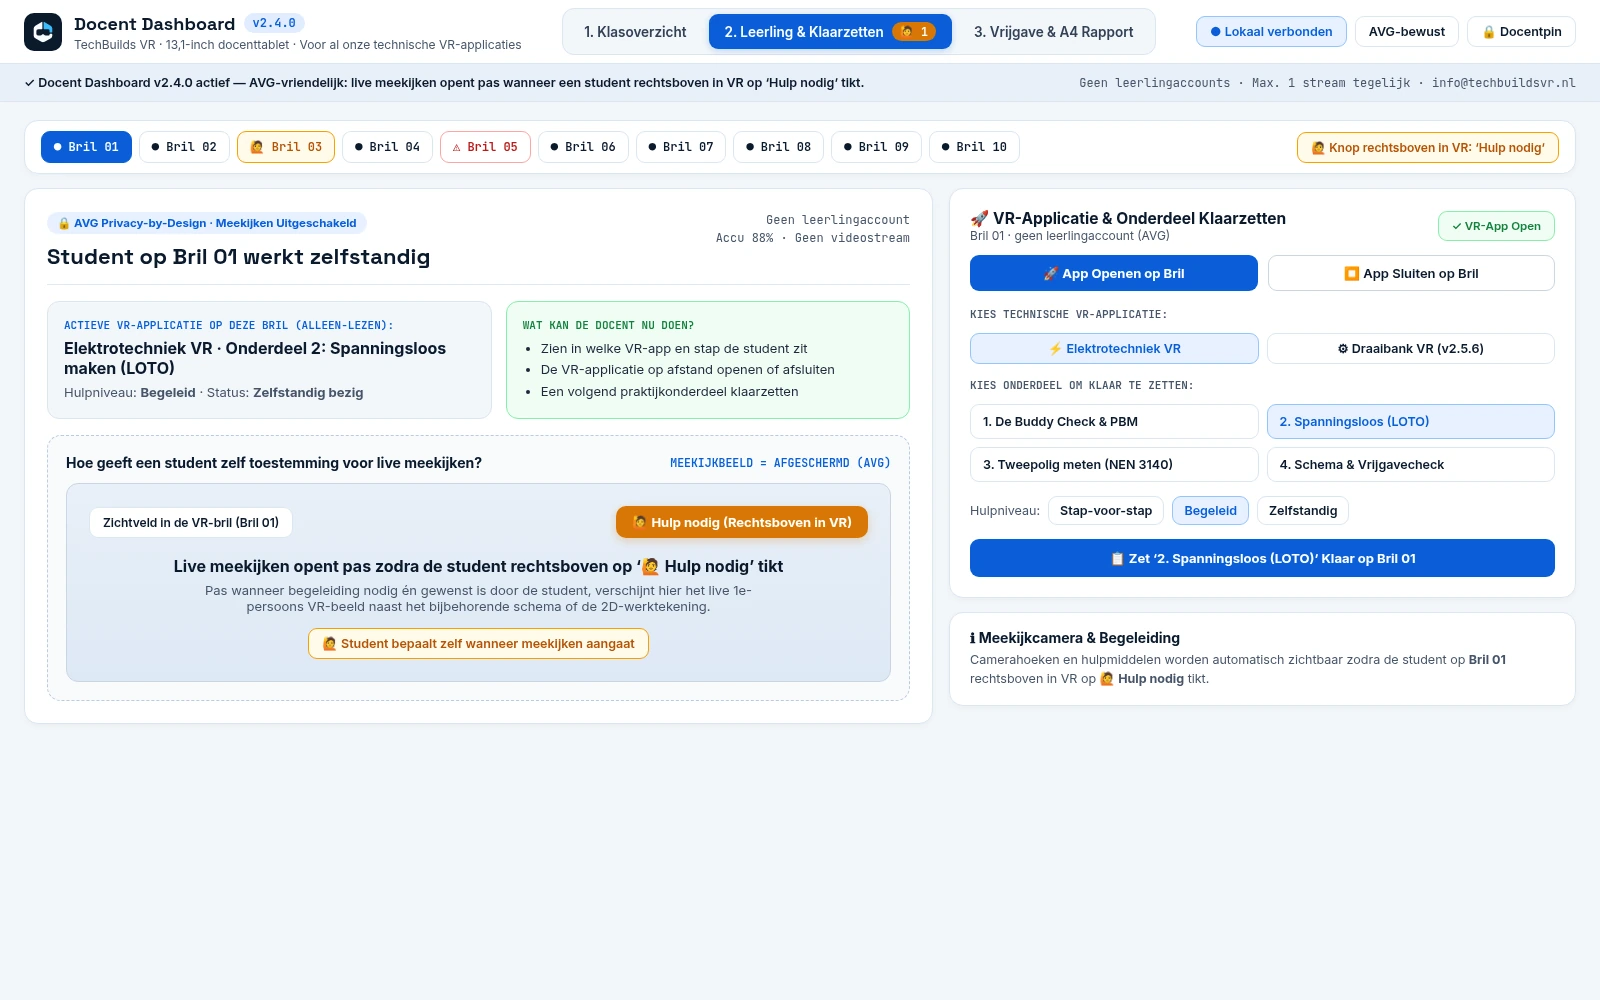 Docent Dashboard v2.4.0
TechBuilds VR · 13,1-inch docenttablet · Voor al onze technische VR-applicaties
1. Klasoverzicht
2. Leerling & Klaarzetten 🙋 1
3. Vrijgave & A4 Rapport
● Lokaal verbonden
AVG-bewust
🔒 Docentpin
✓ Docent Dashboard v2.4.0 actief — AVG-vriendelijk: live meekijken opent pas wanneer een student rechtsboven in VR op ‘Hulp nodig’ tikt.
Geen leerlingaccounts · Max. 1 stream tegelijk · info@techbuildsvr.nl
● Bril 01
● Bril 02
🙋 Bril 03
● Bril 04
⚠ Bril 05
● Bril 06
● Bril 07
● Bril 08
● Bril 09
● Bril 10
🙋 Knop rechtsboven in VR: ‘Hulp nodig’
🔒 AVG Privacy-by-Design · Meekijken Uitgeschakeld
Student op Bril 01 werkt zelfstandig
Geen leerlingaccount
Accu 88% · Geen videostream
ACTIEVE VR-APPLICATIE OP DEZE BRIL (ALLEEN-LEZEN):
Elektrotechniek VR · Onderdeel 2: Spanningsloos
maken (LOTO)
Hulpniveau: Begeleid · Status: Zelfstandig bezig
WAT KAN DE DOCENT NU DOEN?
• Zien in welke VR-app en stap de student zit
• De VR-applicatie op afstand openen of afsluiten
• Een volgend praktijkonderdeel klaarzetten
Hoe geeft een student zelf toestemming voor live meekijken?
MEEKIJKBEELD = AFGESCHERMD (AVG)
Zichtveld in de VR-bril (Bril 01)
🙋 Hulp nodig (Rechtsboven in VR)
Live meekijken opent pas zodra de student rechtsboven op ‘🙋 Hulp nodig’ tikt
Pas wanneer begeleiding nodig én gewenst is door de student, verschijnt hier het live 1e-
persoons VR-beeld naast het bijbehorende schema of de 2D-werktekening.
🙋 Student bepaalt zelf wanneer meekijken aangaat
🚀 VR-Applicatie & Onderdeel Klaarzetten
Bril 01 · geen leerlingaccount (AVG)
✓ VR-App Open
🚀 App Openen op Bril
⏹ App Sluiten op Bril
KIES TECHNISCHE VR-APPLICATIE:
⚡ Elektrotechniek VR
⚙ Draaibank VR (v2.5.6)
KIES ONDERDEEL OM KLAAR TE ZETTEN:
1. De Buddy Check & PBM
2. Spanningsloos (LOTO)
3. Tweepolig meten (NEN 3140)
4. Schema & Vrijgavecheck
Hulpniveau:
Stap-voor-stap
Begeleid
Zelfstandig
📋 Zet ‘2. Spanningsloos (LOTO)’ Klaar op Bril 01
ℹ Meekijkcamera & Begeleiding
Camerahoeken en hulpmiddelen worden automatisch zichtbaar zodra de student op Bril 01
rechtsboven in VR op 🙋 Hulp nodig tikt.